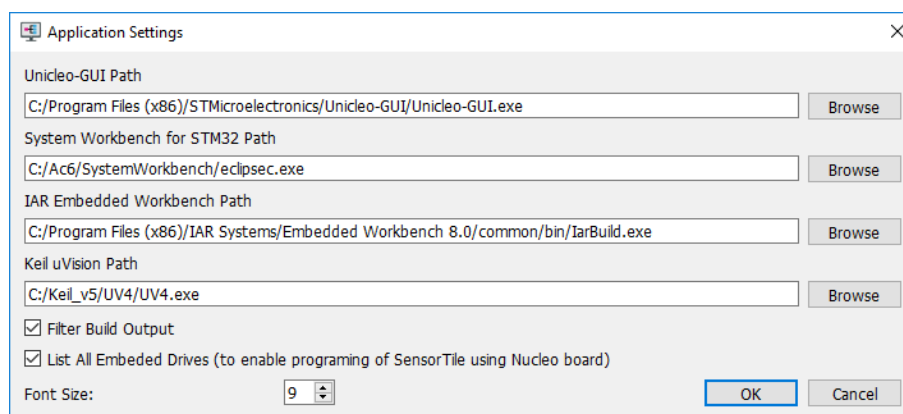 Application Settings
Unicleo-GUI Path
C:/Program Files (x86)/STMicroelectronics/Unicleo-GUI/Unicleo-GUI.exe Browse
System Workbench for STM32 Path
C:/Ac6/SystemWorkbench/eclipsec.exe Browse
IAR Embedded Workbench Path
C:/Program Files (x86)/IAR Systems/Embedded Workbench 8.0/common/bin/IarBuild.exe Browse
Keil uVision Path
C:/Keil_v5/UV4/UV4.exe Browse
Filter Build Output
List All Embeded Drives (to enable programing of SensorTile using Nucleo board)
Font Size: 9 OK Cancel